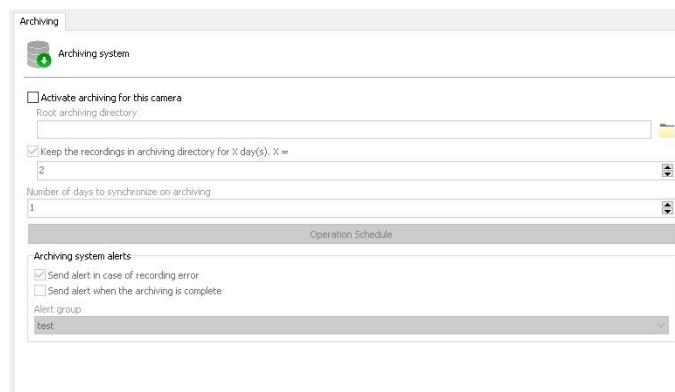 Archiving
Archiving system
Activate archiving for this camera
Root archiving directory
Keep the recordings in archiving directory for X day(s). X =
2
Number of days to synchronize on archiving
1
Operation Schedule
Archiving system alerts
Send alert in case of recording error
Send alert when the archiving is complete
Alert group
test